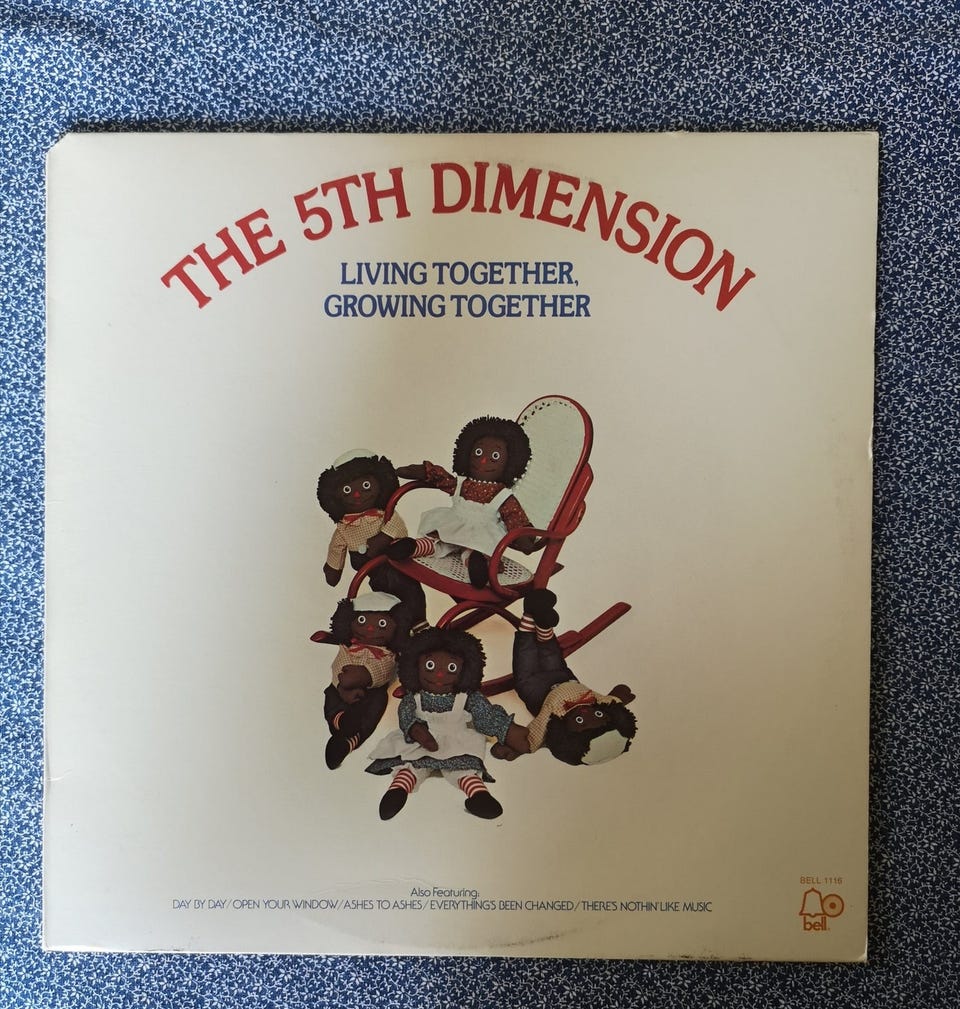 THE 5TH DIMENSION
LIVING TOGETHER,
GROWING TOGETHER
Also Featuring:
DAY BY DAY/OPEN YOUR WINDOW/ASHES TO ASHES/EVERYTHING'S BEEN CHANGED/THERE'S NOTHIN' LIKE MUSIC
BELL 1116
bell